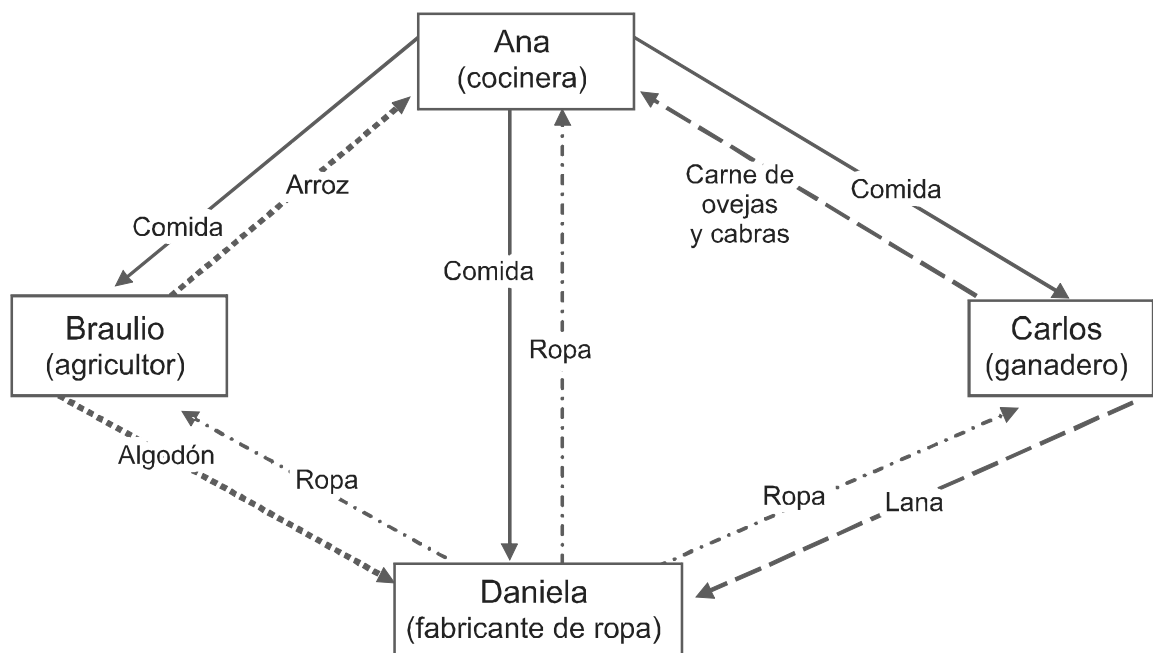 Ana
(cocinera)
Carne de
ovejas
y cabras
Comida
Arroz
Comida
Comida
Ropa
Braulio
(agricultor)
Carlos
(ganadero)
Algodón
Ropa
Ropa
Lana
Daniela
(fabricante de ropa)